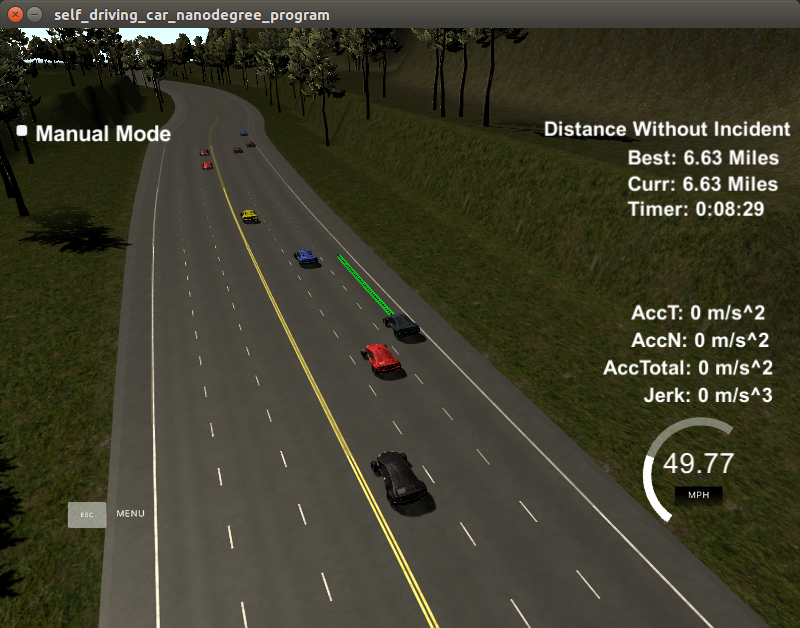 self_driving_car_nanodegree_program
Manual Mode
Distance Without Incident
Best: 6.63 Miles
Curr: 6.63 Miles
Timer: 0:08:29
AccT: 0 m/s^2
AccN: 0 m/s^2
AccTotal: 0 m/s^2
Jerk: 0 m/s^3
49.77
MPH
ESC MENU